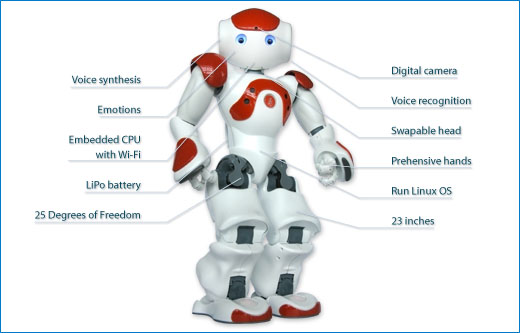 Voice synthesis
Emotions
Embedded CPU
with Wi-Fi
LiPo battery
25 Degrees of Freedom
Digital camera
Voice recognition
Swapable head
Prehensive hands
Run Linux OS
23 inches